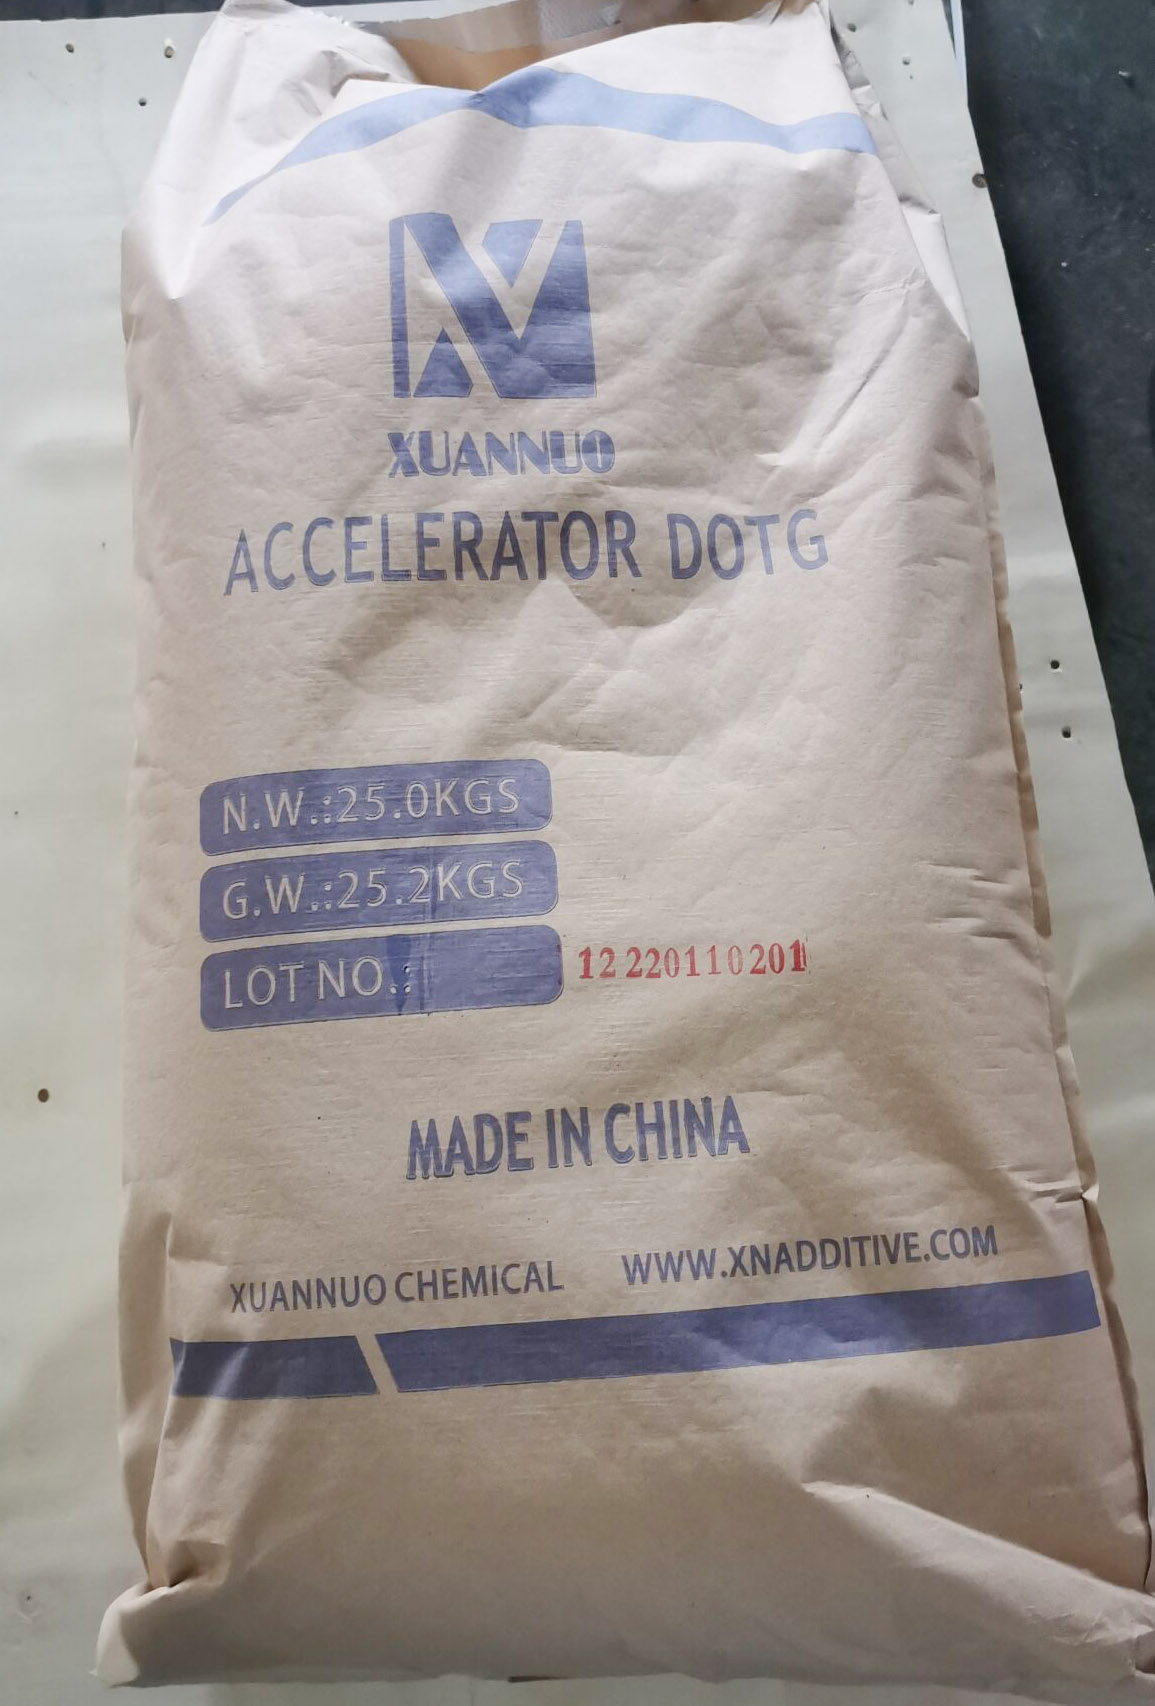 XUANNUO
ACCELERATOR DOTG
N.W.:25.0KGS
G.W.:25.2KGS
LOT NO.: 12 220110201
MADE IN CHINA
XUANNUO CHEMICAL WWW.XNADDITIVE.COM